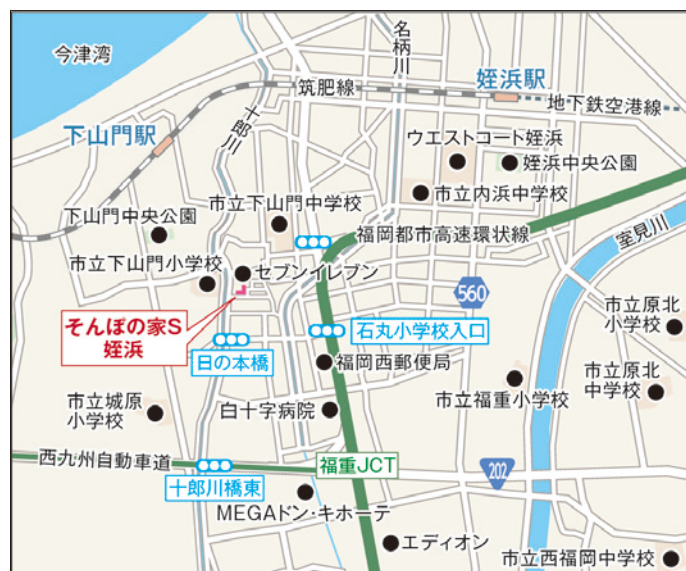 今津湾
名柄川
筑肥線
姪浜駅
地下鉄空港線
十郎川
下山門駅
ウエストコート姪浜
姪浜中央公園
市立内浜中学校
市立下山門中学校
下山門中央公園
福岡都市高速環状線
室見川
市立下山門小学校
セブンイレブン
560
そんぽの家S
姪浜
石丸小学校入口
市立原北
小学校
日の本橋
福岡西郵便局
市立原北
中学校
市立福重小学校
市立城原
小学校
白十字病院
西九州自動車道
福重JCT
202
十郎川橋東
MEGAドン・キホーテ
エディオン
市立西福岡中学校